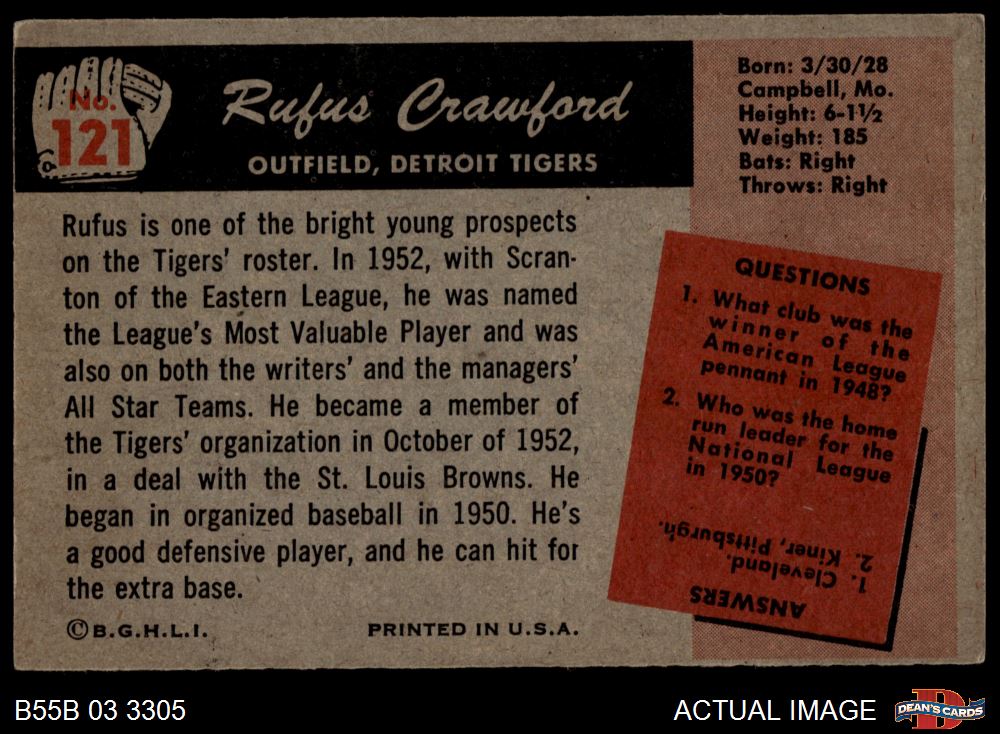 No.
121
Rufus Crawford
OUTFIELD, DETROIT TIGERS
Born: 3/30/28
Campbell, Mo.
Height: 6-1½
Weight: 185
Bats: Right
Throws: Right
Rufus is one of the bright young prospects
on the Tigers' roster. In 1952, with Scran-
ton of the Eastern League, he was named
the League's Most Valuable Player and was
also on both the writers' and the managers'
All Star Teams. He became a member of
the Tigers' organization in October of 1952,
in a deal with the St. Louis Browns. He
began in organized baseball in 1950. He's
a good defensive player, and he can hit for
the extra base.
©B.G.H.L.I.
PRINTED IN U.S.A.
QUESTIONS
1. What club was the
winner of the
American League
pennant in 1948?
2. Who was the home
run leader for the
National League
in 1950?
ANSWERS
1. Cleveland.
2. Kiner, Pittsburgh.
B55B 03 3305
ACTUAL IMAGE
DEAN'S CARDS